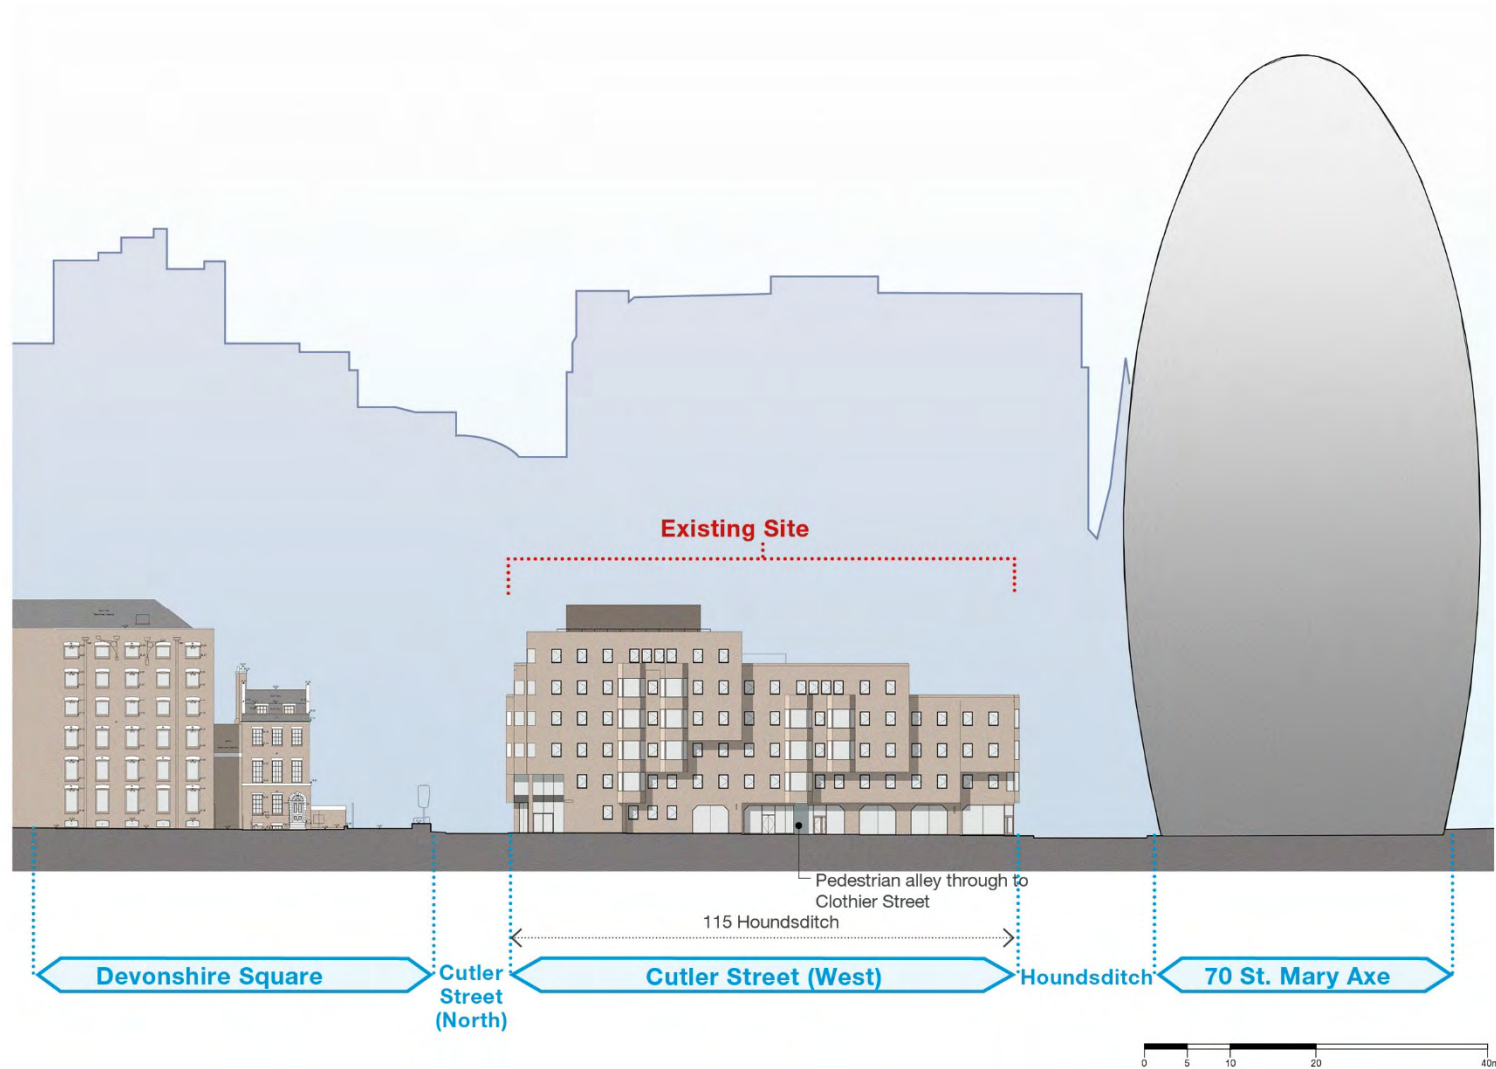 Existing Site
Pedestrian alley through to
Clothier Street
115 Houndsditch
Devonshire Square
Cutler
Street
(North)
Cutler Street (West)
Houndsditch
70 St. Mary Axe
0 5 10 20 40m